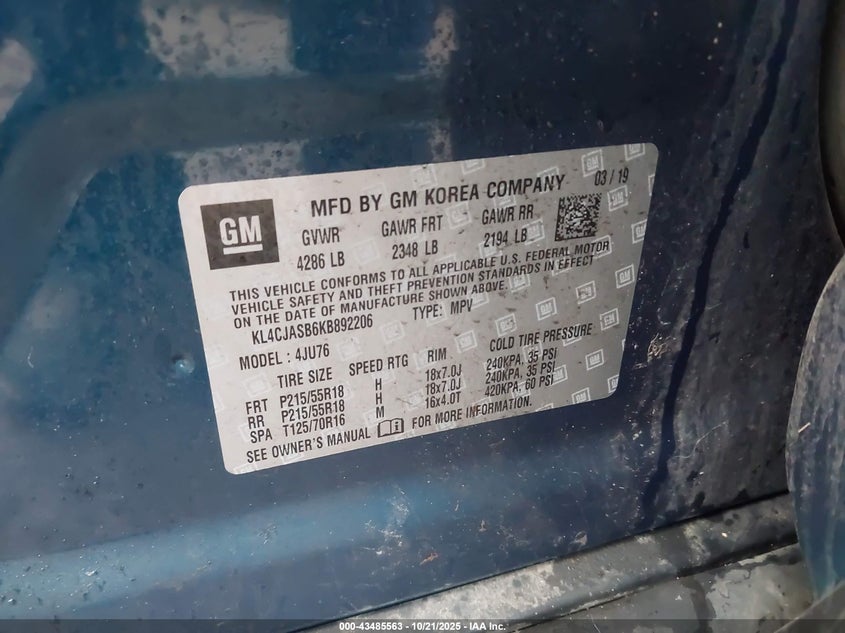 GM
MFD BY GM KOREA COMPANY 03 / 19
GVWR GAWR FRT GAWR RR
4286 LB 2348 LB 2194 LB
THIS VEHICLE CONFORMS TO ALL APPLICABLE U.S. FEDERAL MOTOR
VEHICLE SAFETY AND THEFT PREVENTION STANDARDS IN EFFECT
ON THE DATE OF MANUFACTURE SHOWN ABOVE.
KL4CJASB6KB892206 TYPE: MPV
MODEL : 4JU76
TIRE SIZE SPEED RTG RIM COLD TIRE PRESSURE
FRT P215/55R18 H 18x7.0J 240KPA, 35 PSI
RR P215/55R18 H 18x7.0J 240KPA, 35 PSI
SPA T125/70R16 M 16x4.0T 420KPA, 60 PSI
SEE OWNER'S MANUAL FOR MORE INFORMATION.
000-43485563 - 10/21/2025 - IAA Inc.